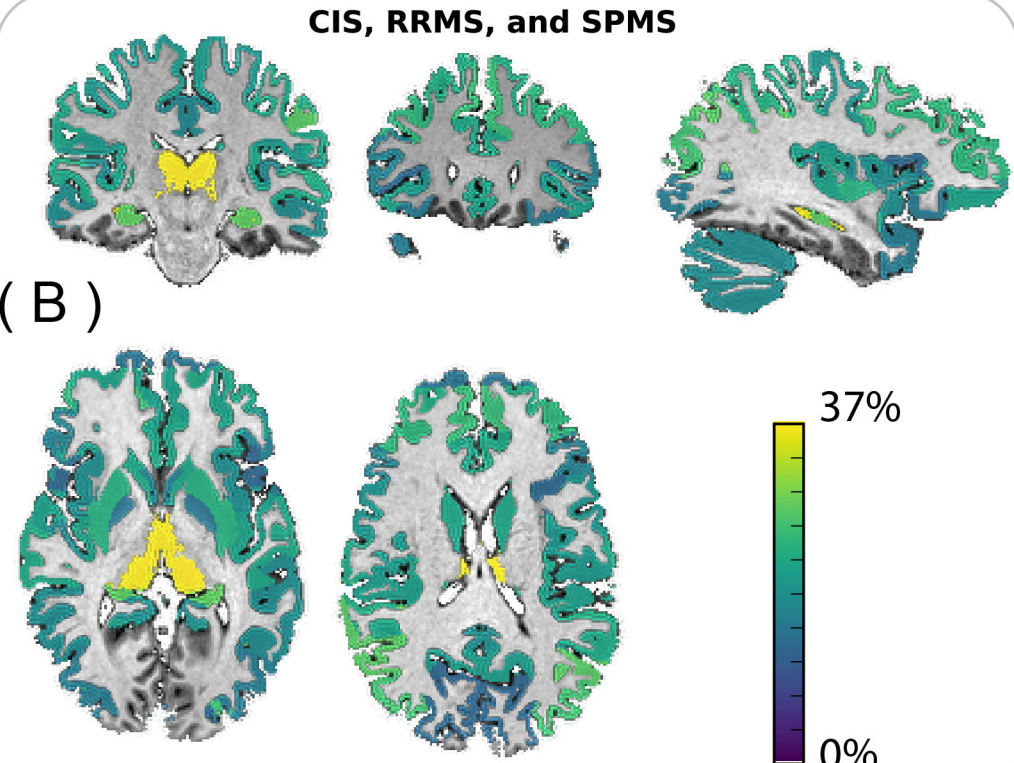 CIS, RRMS, and SPMS
( B )
37%
0%